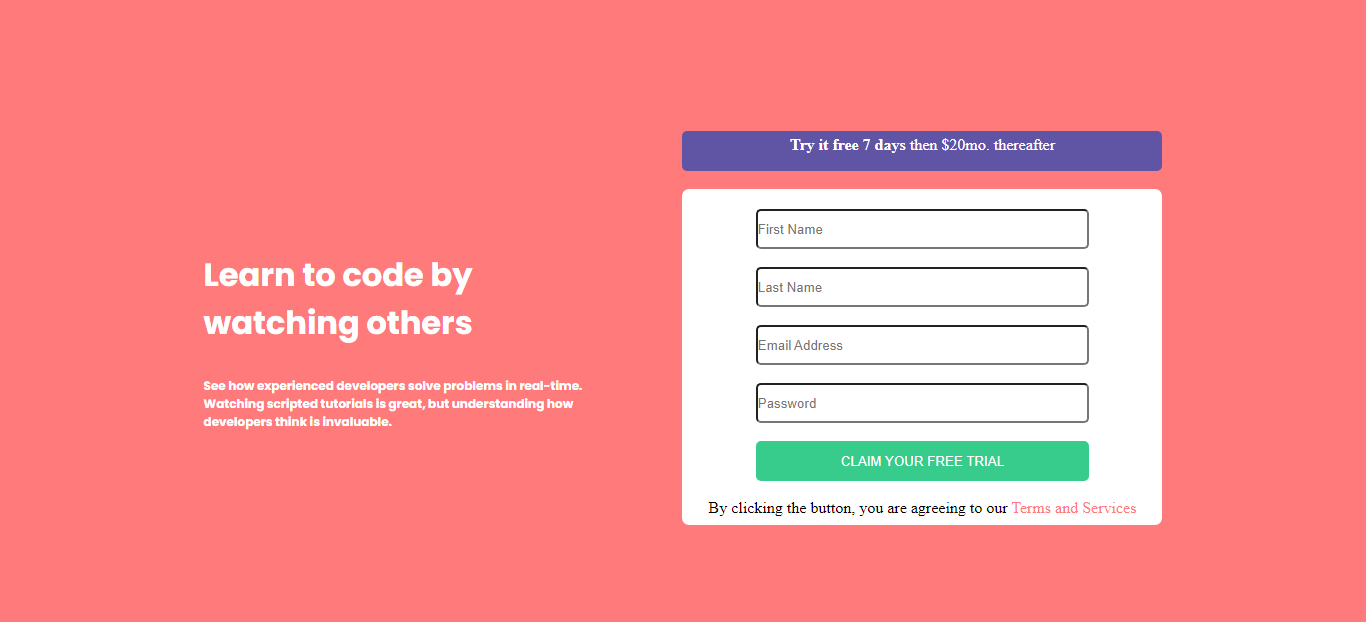 Learn to code by
watching others
See how experienced developers solve problems in real-time.
Watching scripted tutorials is great, but understanding how
developers think is invaluable.
Try it free 7 days then $20mo. thereafter
First Name
Last Name
Email Address
Password
CLAIM YOUR FREE TRIAL
By clicking the button, you are agreeing to our Terms and Services